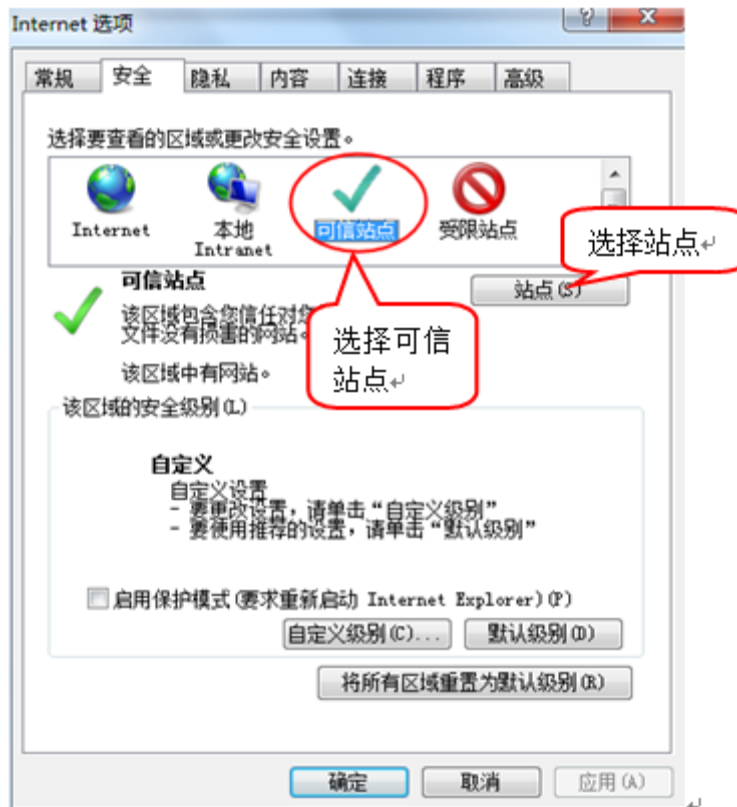 Internet 选项
常规 安全 隐私 内容 连接 程序 高级
选择要查看的区域或更改安全设置。
Internet
本地
Intranet
可信站点
受限站点
选择站点
可信站点
站点(S)
该区域包含您信任对您
文件没有损害的网站。
选择可信
站点
该区域中有网站。
该区域的安全级别(L)
自定义
自定义设置
- 要更改设置，请单击“自定义级别”
- 要使用推荐的设置，请单击“默认级别”
启用保护模式(要求重新启动 Internet Explorer)(P)
自定义级别(C)... 默认级别(D)
将所有区域重置为默认级别(R)
确定 取消 应用(A)